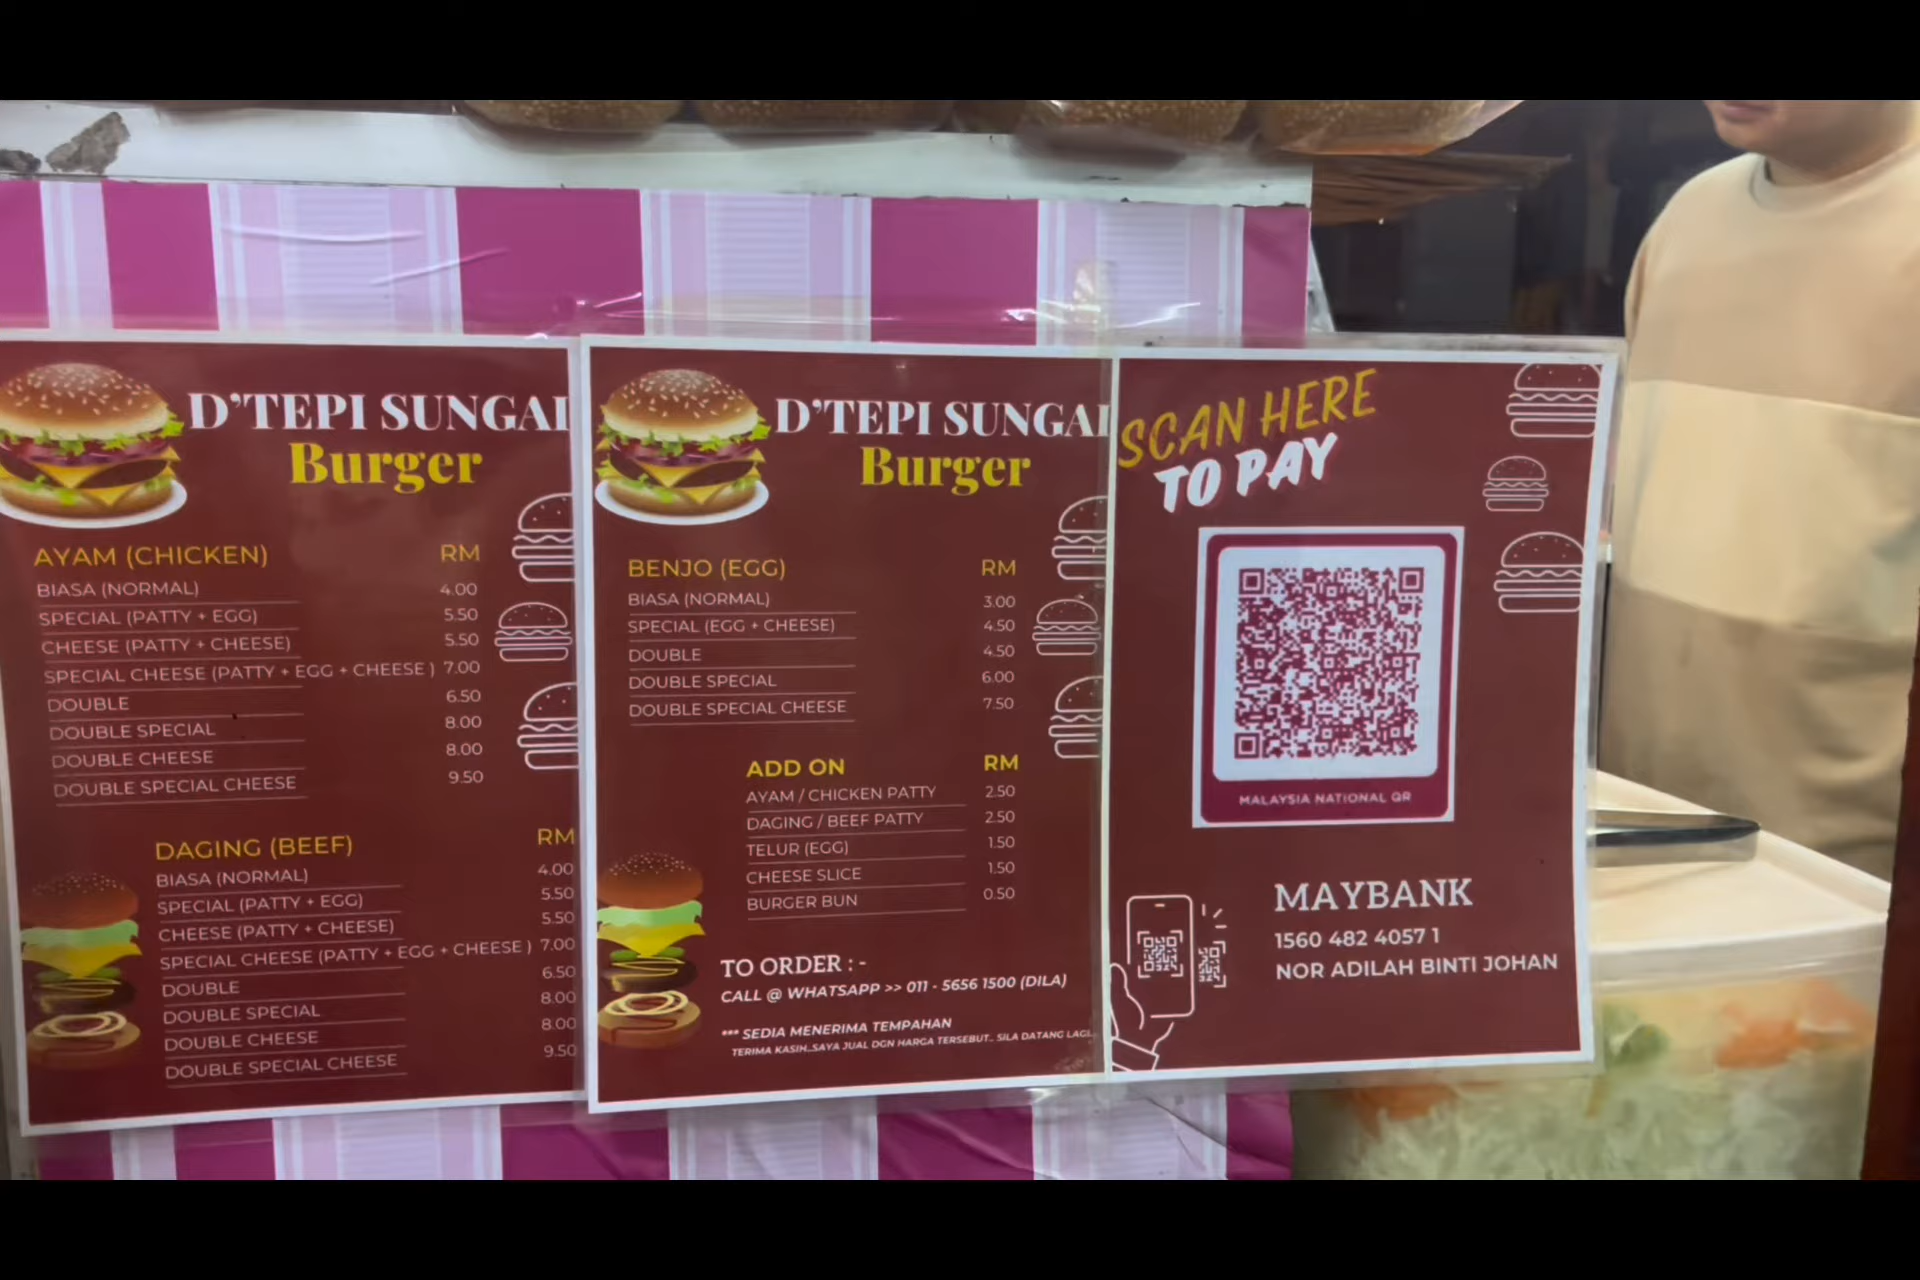 D'TEPI SUNGAI
Burger
AYAM (CHICKEN) RM
BIASA (NORMAL) 4.00
SPECIAL (PATTY + EGG) 5.50
CHEESE (PATTY + CHEESE) 5.50
SPECIAL CHEESE (PATTY + EGG + CHEESE ) 7.00
DOUBLE 6.50
DOUBLE SPECIAL 8.00
DOUBLE CHEESE 8.00
DOUBLE SPECIAL CHEESE 9.50
DAGING (BEEF) RM
BIASA (NORMAL) 4.00
SPECIAL (PATTY + EGG) 5.50
CHEESE (PATTY + CHEESE) 5.50
SPECIAL CHEESE (PATTY + EGG + CHEESE ) 7.00
DOUBLE 6.50
DOUBLE SPECIAL 8.00
DOUBLE CHEESE 8.00
DOUBLE SPECIAL CHEESE 9.50
D'TEPI SUNGAI
Burger
BENJO (EGG) RM
BIASA (NORMAL) 3.00
SPECIAL (EGG + CHEESE) 4.50
DOUBLE 4.50
DOUBLE SPECIAL 6.00
DOUBLE SPECIAL CHEESE 7.50
ADD ON RM
AYAM / CHICKEN PATTY 2.50
DAGING / BEEF PATTY 2.50
TELUR (EGG) 1.50
CHEESE SLICE 1.50
BURGER BUN 0.50
TO ORDER : -
CALL @ WHATSAPP >> 011 - 5656 1500 (DILA)
*** SEDIA MENERIMA TEMPAHAN
TERIMA KASIH..SAYA JUAL DGN HARGA TERSEBUT.. SILA DATANG LAGI..
SCAN HERE
TO PAY
MALAYSIA NATIONAL QR
MAYBANK
1560 482 4057 1
NOR ADILAH BINTI JOHAN